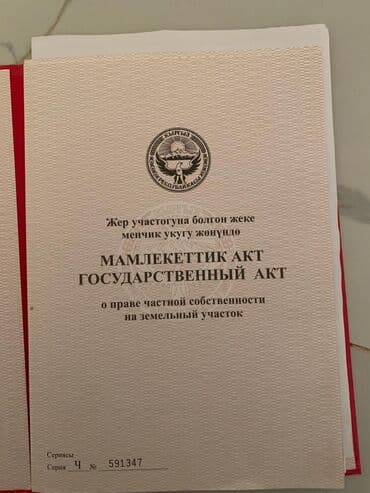 КЫРГЫЗ
Жер участогуна болгон жеке
менчик укугу жөнүндө
МАМЛЕКЕТТИК АКТ
ГОСУДАРСТВЕННЫЙ АКТ
о праве частной собственности
на земельный участок
Сериясы
Серия Ч № 591347